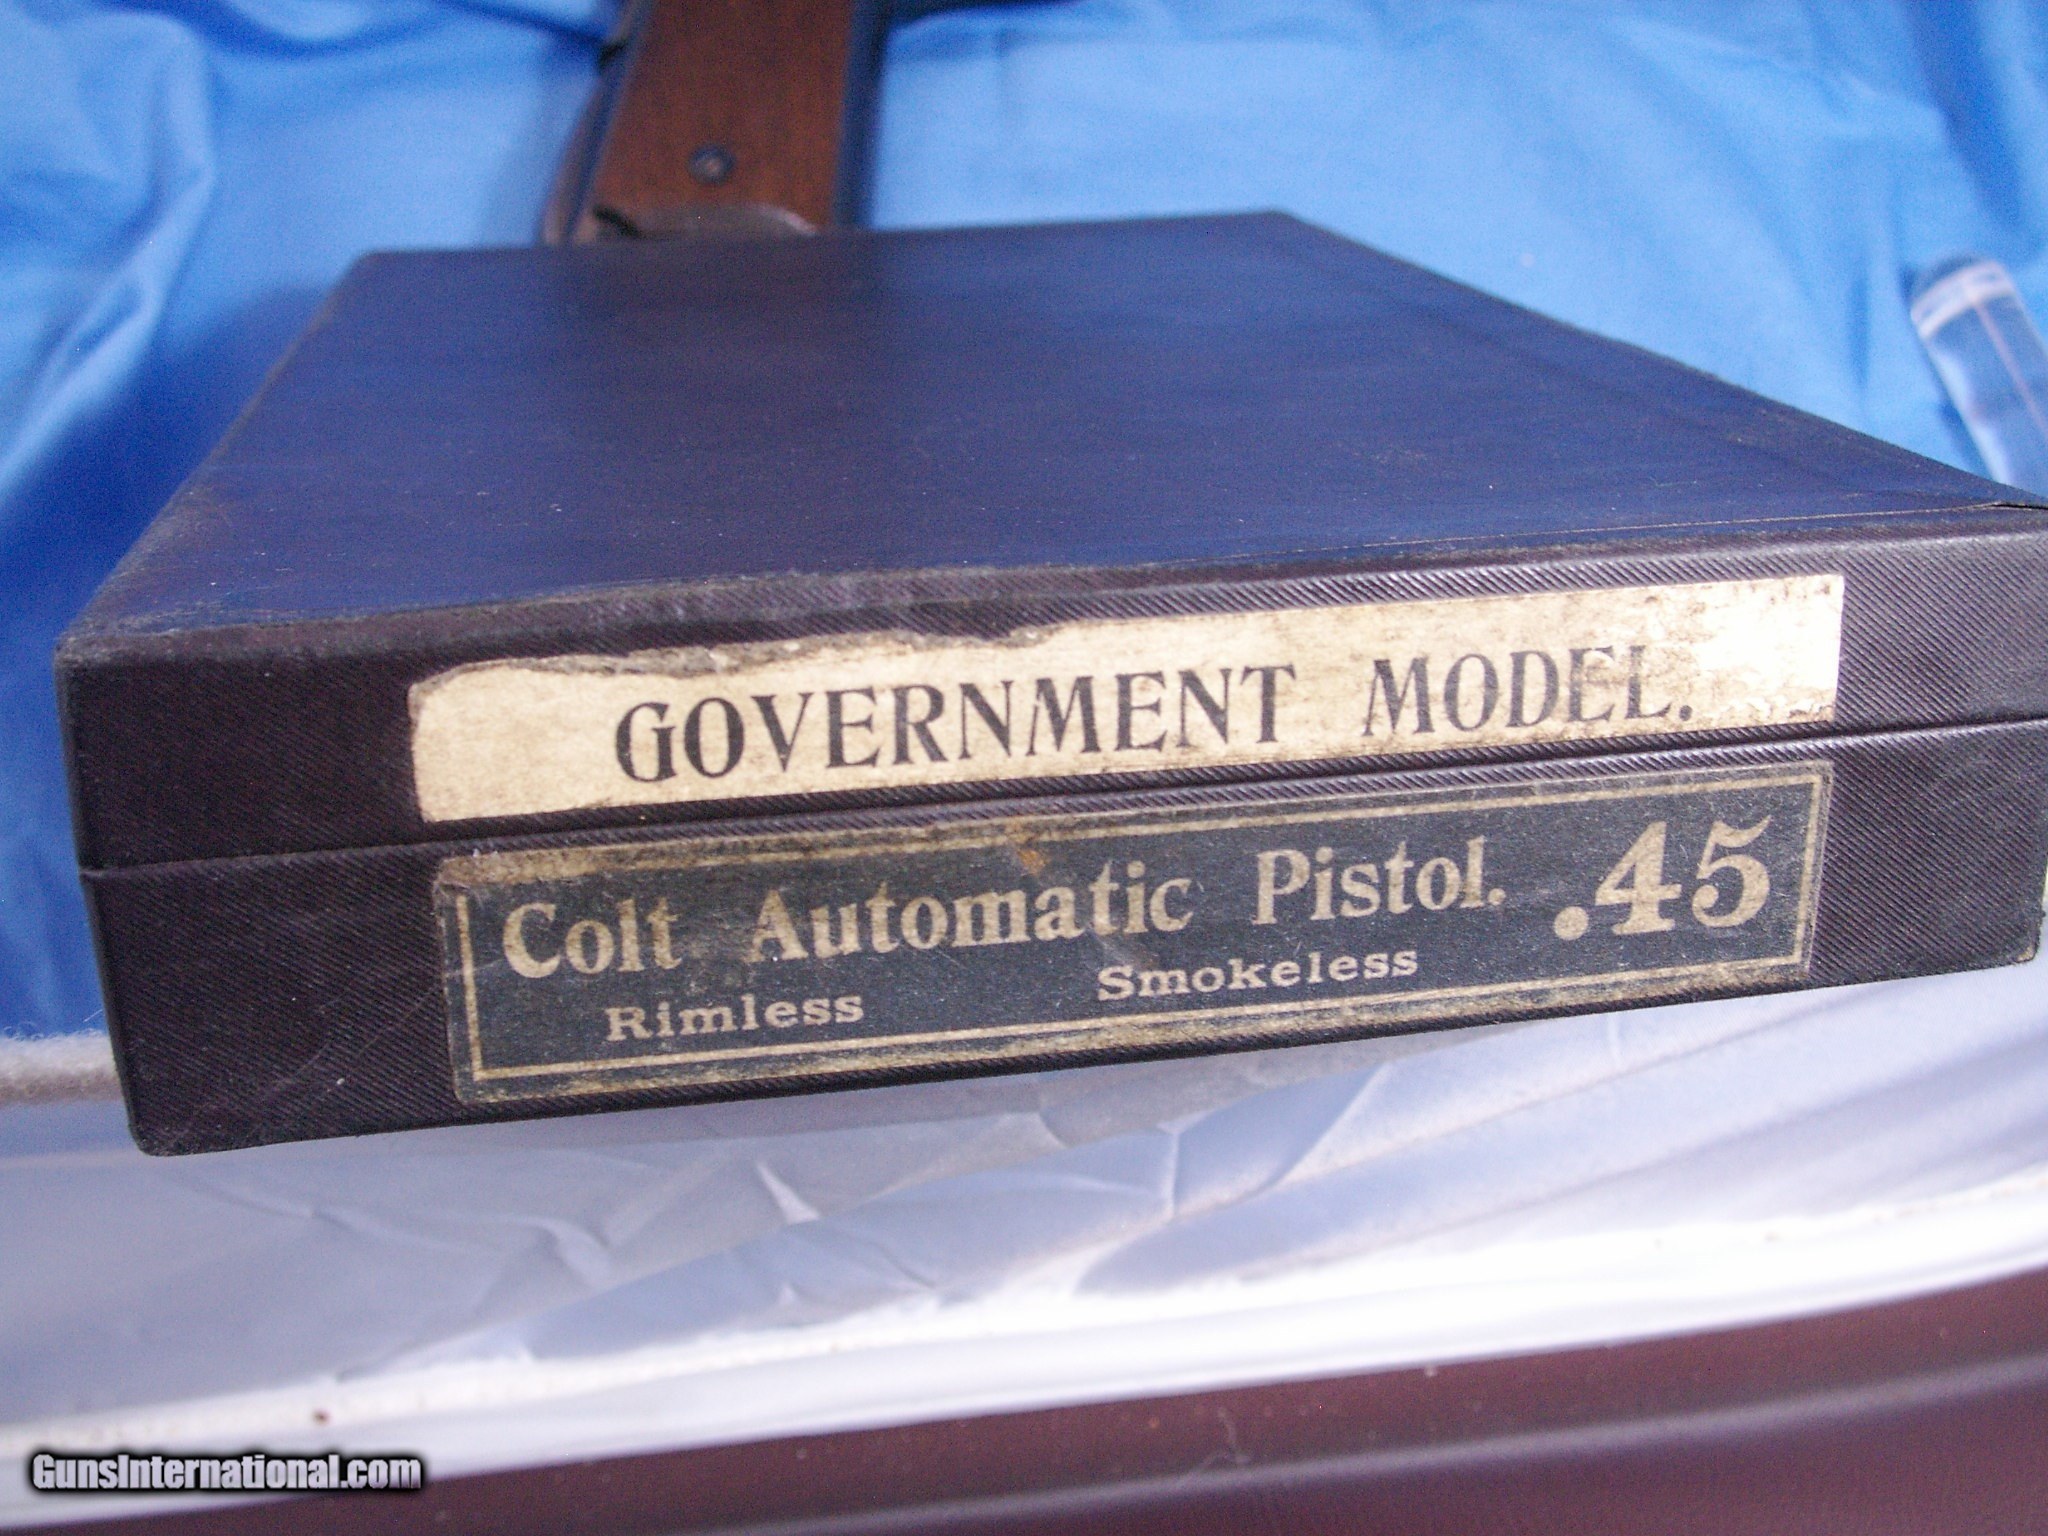 GOVERNMENT MODEL.
Colt Automatic Pistol. .45
Rimless Smokeless
GunsInternational.com